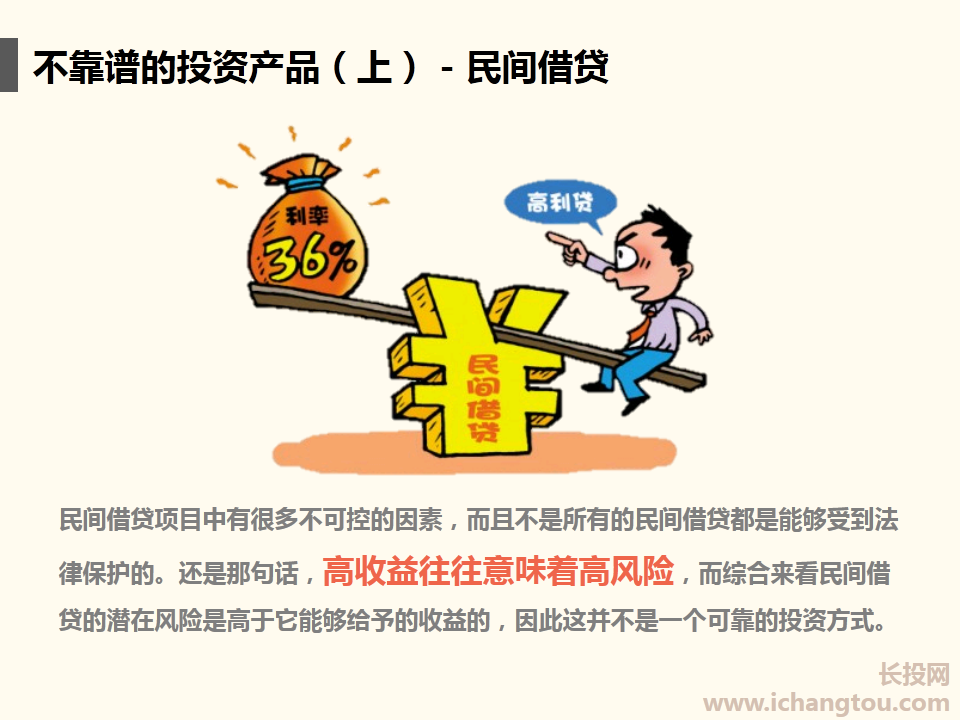 不靠谱的投资产品（上）- 民间借贷
高利贷
利率
36%
民间借贷
民间借贷项目中有很多不可控的因素，而且不是所有的民间借贷都是能够受到法
律保护的。还是那句话，高收益往往意味着高风险，而综合来看民间借
贷的潜在风险是高于它能够给予的收益的，因此这并不是一个可靠的投资方式。
长投网
www.ichangtou.com